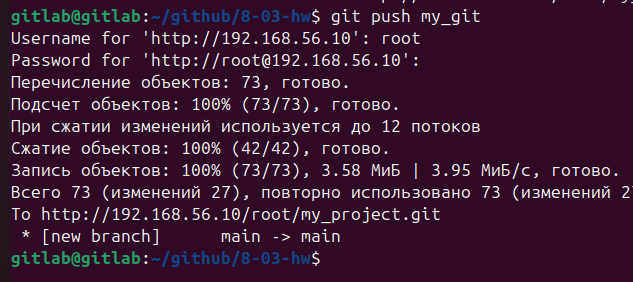 gitlab@gitlab:~/github/8-03-hw$ git push my_git
Username for 'http://192.168.56.10': root
Password for 'http://root@192.168.56.10':
Перечисление объектов: 73, готово.
Подсчет объектов: 100% (73/73), готово.
При сжатии изменений используется до 12 потоков
Сжатие объектов: 100% (42/42), готово.
Запись объектов: 100% (73/73), 3.58 МиБ | 3.95 МиБ/с, готово.
Всего 73 (изменений 27), повторно использовано 73 (изменений
To http://192.168.56.10/root/my_project.git
* [new branch] main -> main
gitlab@gitlab:~/github/8-03-hw$